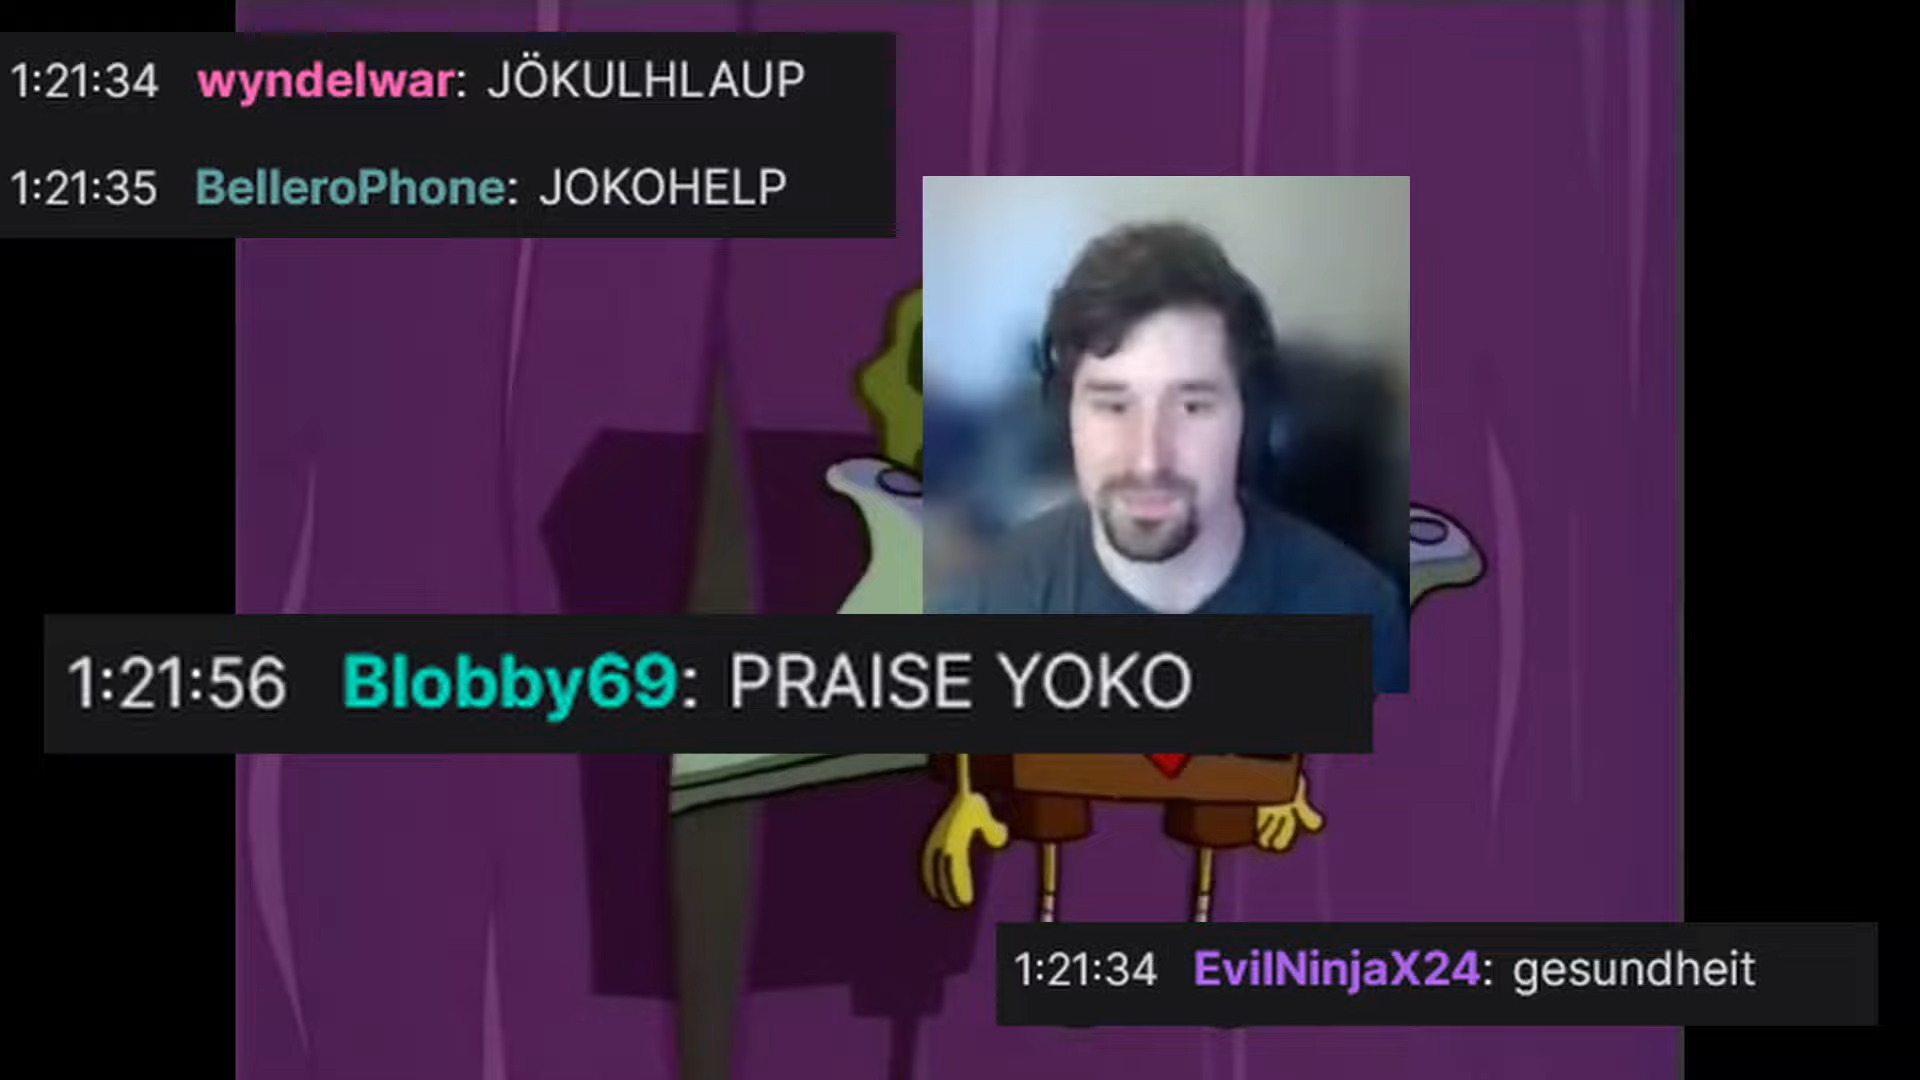 1:21:34 wyndelwar: JÖKULHLAUP
1:21:35 BelleroPhone: JOKOHELP
1:21:56 Blobby69: PRAISE YOKO
1:21:34 EvilNinjaX24: gesundheit